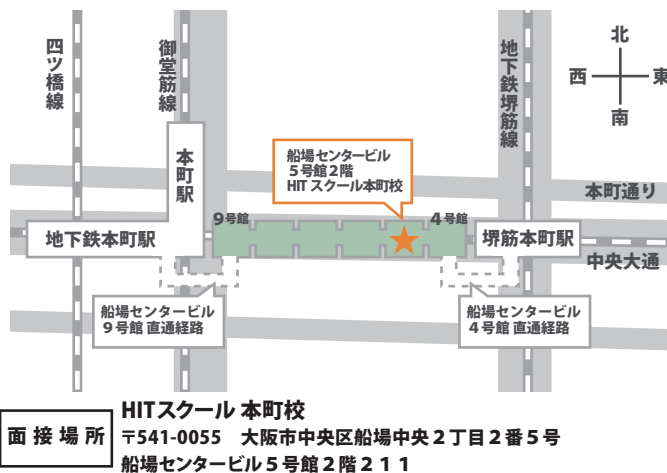 四ツ橋線
御堂筋線
地下鉄堺筋線
北
西
東
南
本町駅
船場センタービル
5号館2階
HITスクール本町校
本町通り
9号館
4号館
地下鉄本町駅
堺筋本町駅
中央大通
船場センタービル
9号館 直通経路
船場センタービル
4号館 直通経路
面接場所
HITスクール 本町校
〒541-0055 大阪市中央区船場中央2丁目2番5号
船場センタービル5号館2階211